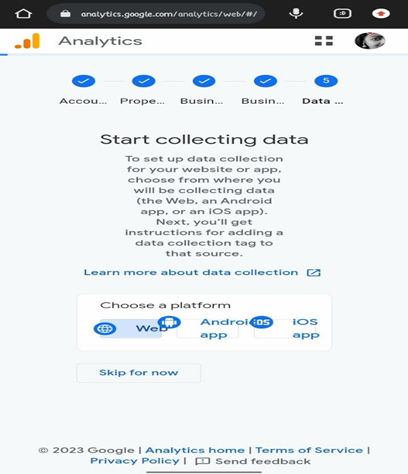 analytics.google.com/analytics/web/#/
Analytics
5
Accou... Prope... Busin... Busin... Data ...
Start collecting data
To set up data collection
for your website or app,
choose from where you
will be collecting data
(the Web, an Android
app, or an iOS app).
Next, you'll get
instructions for adding a
data collection tag to
that source.
Learn more about data collection
Choose a platform
Web Android iOS iOS
app app
Skip for now
© 2023 Google | Analytics home | Terms of Service |
Privacy Policy | Send feedback